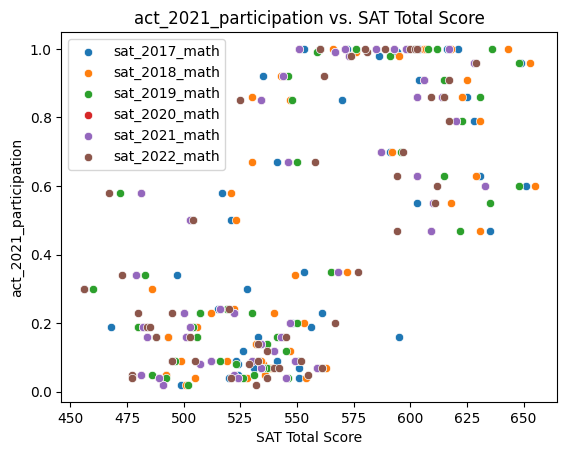 act_2021_participation vs. SAT Total Score
sat_2017_math
sat_2018_math
sat_2019_math
sat_2020_math
sat_2021_math
sat_2022_math
act_2021_participation
1.0
0.8
0.6
0.4
0.2
0.0
450 475 500 525 550 575 600 625 650
SAT Total Score